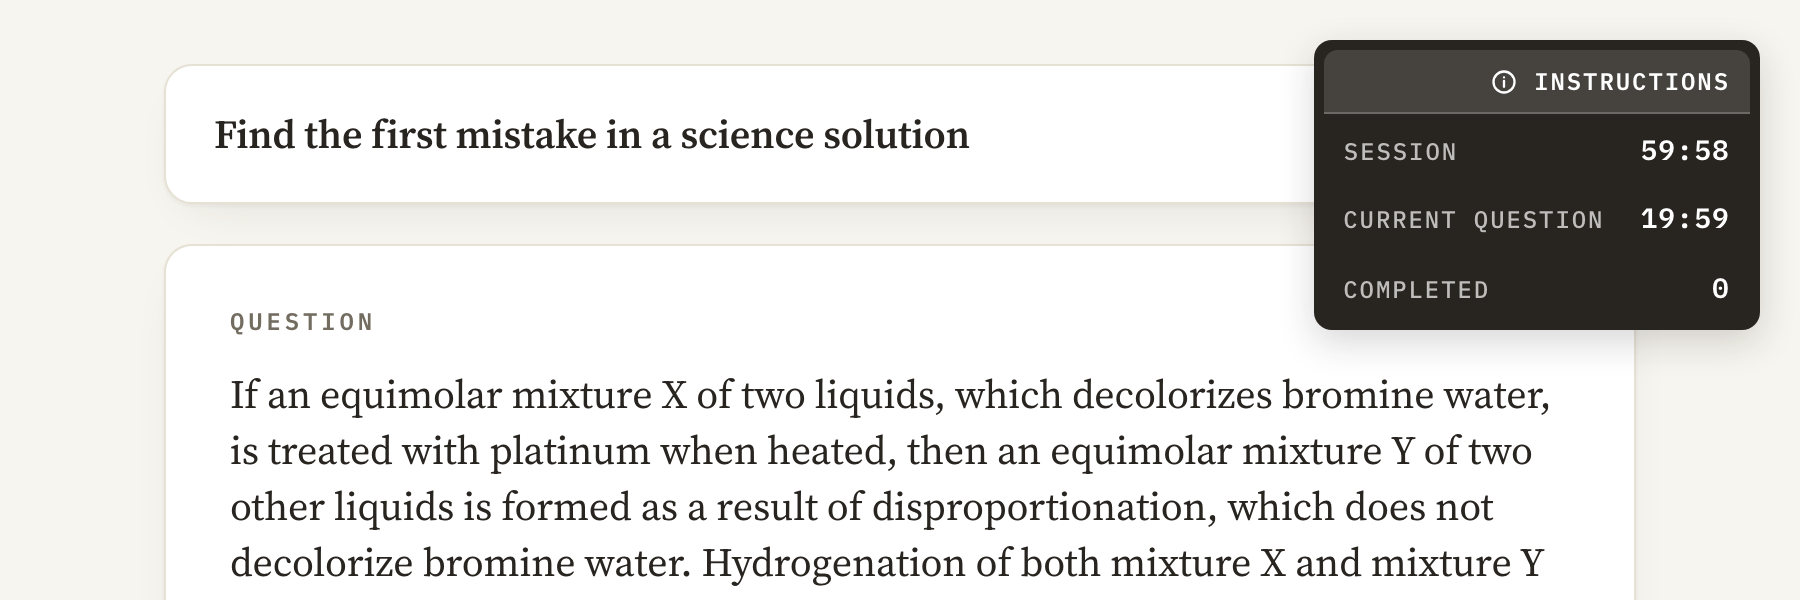 Find the first mistake in a science solution
INSTRUCTIONS
SESSION 59:58
CURRENT QUESTION 19:59
COMPLETED 0
QUESTION
If an equimolar mixture X of two liquids, which decolorizes bromine water,
is treated with platinum when heated, then an equimolar mixture Y of two
other liquids is formed as a result of disproportionation, which does not
decolorize bromine water. Hydrogenation of both mixture X and mixture Y